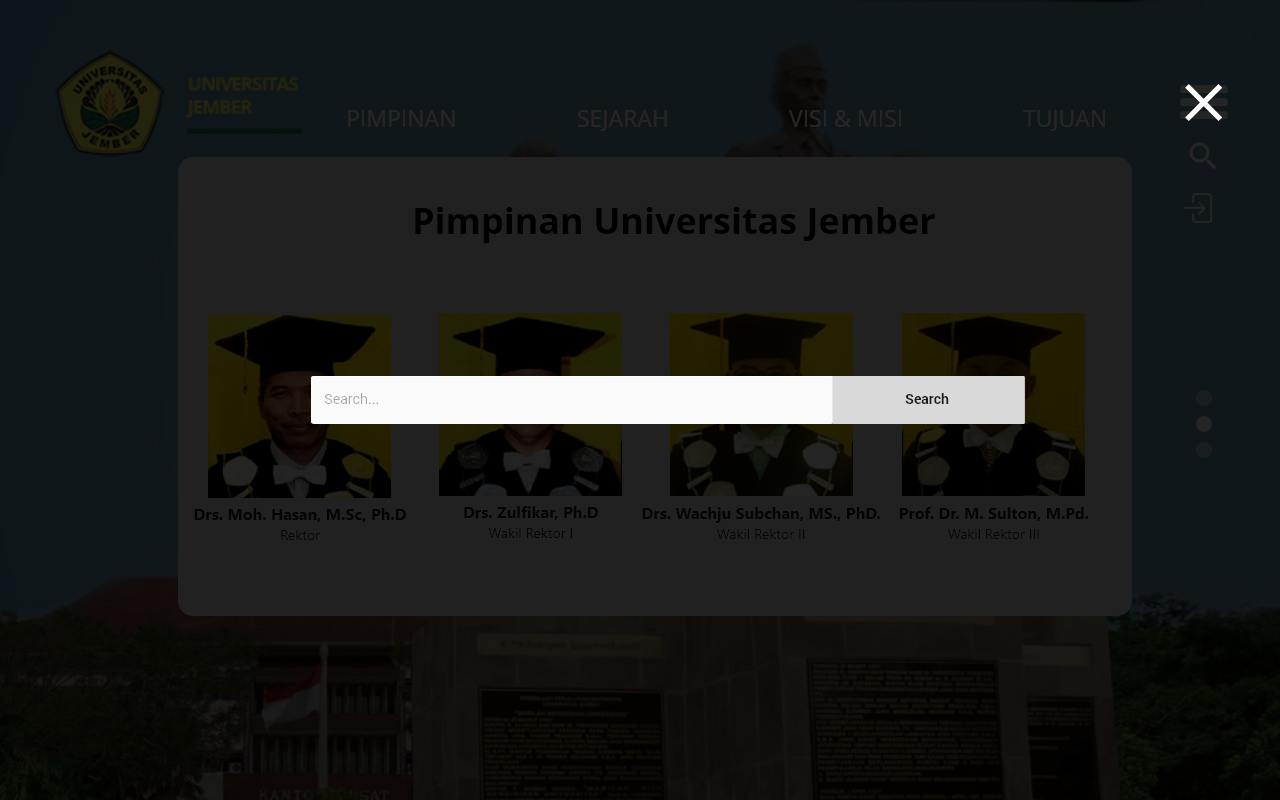 UNIVERSITAS
JEMBER
UNIVERSITAS
JEMBER
PIMPINAN SEJARAH VISI & MISI TUJUAN
Pimpinan Universitas Jember
Search...
Search
Drs. Moh. Hasan, M.Sc, Ph.D
Rektor
Drs. Zulfikar, Ph.D
Wakil Rektor I
Drs. Wachju Subchan, MS., PhD.
Wakil Rektor II
Prof. Dr. M. Sulton, M.Pd.
Wakil Rektor III
KANTOR PUSAT